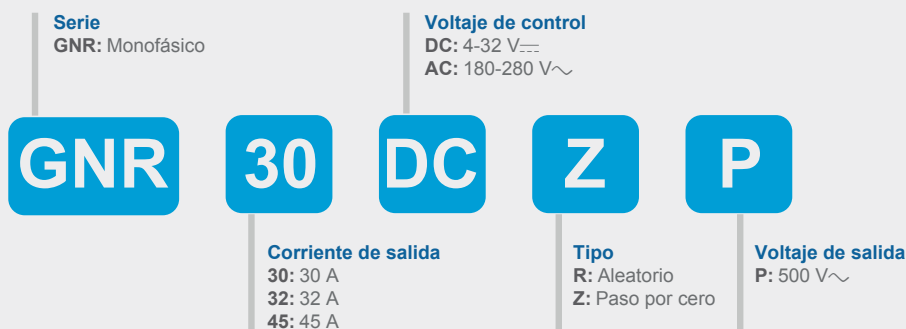 Serie
GNR: Monofásico
Voltaje de control
DC: 4-32 V⎓
AC: 180-280 V∿
GNR 30 DC Z P
Corriente de salida
30: 30 A
32: 32 A
45: 45 A
Tipo
R: Aleatorio
Z: Paso por cero
Voltaje de salida
P: 500 V∿